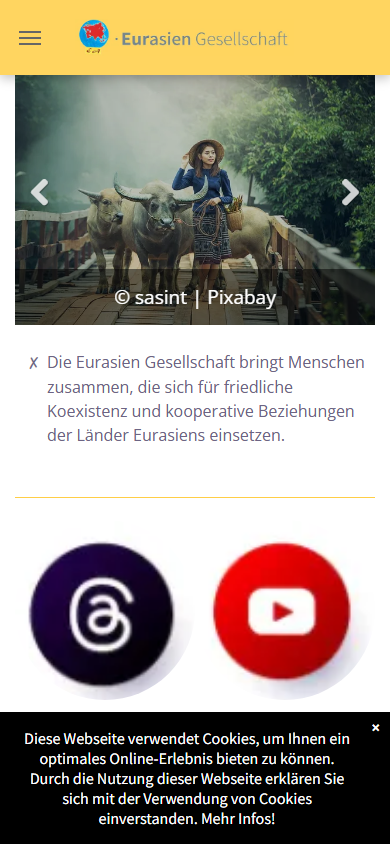 · Eurasien Gesellschaft
© sasint | Pixabay
✗ Die Eurasien Gesellschaft bringt Menschen
zusammen, die sich für friedliche
Koexistenz und kooperative Beziehungen
der Länder Eurasiens einsetzen.
×
Diese Webseite verwendet Cookies, um Ihnen ein
optimales Online-Erlebnis bieten zu können.
Durch die Nutzung dieser Webseite erklären Sie
sich mit der Verwendung von Cookies
einverstanden. Mehr Infos!